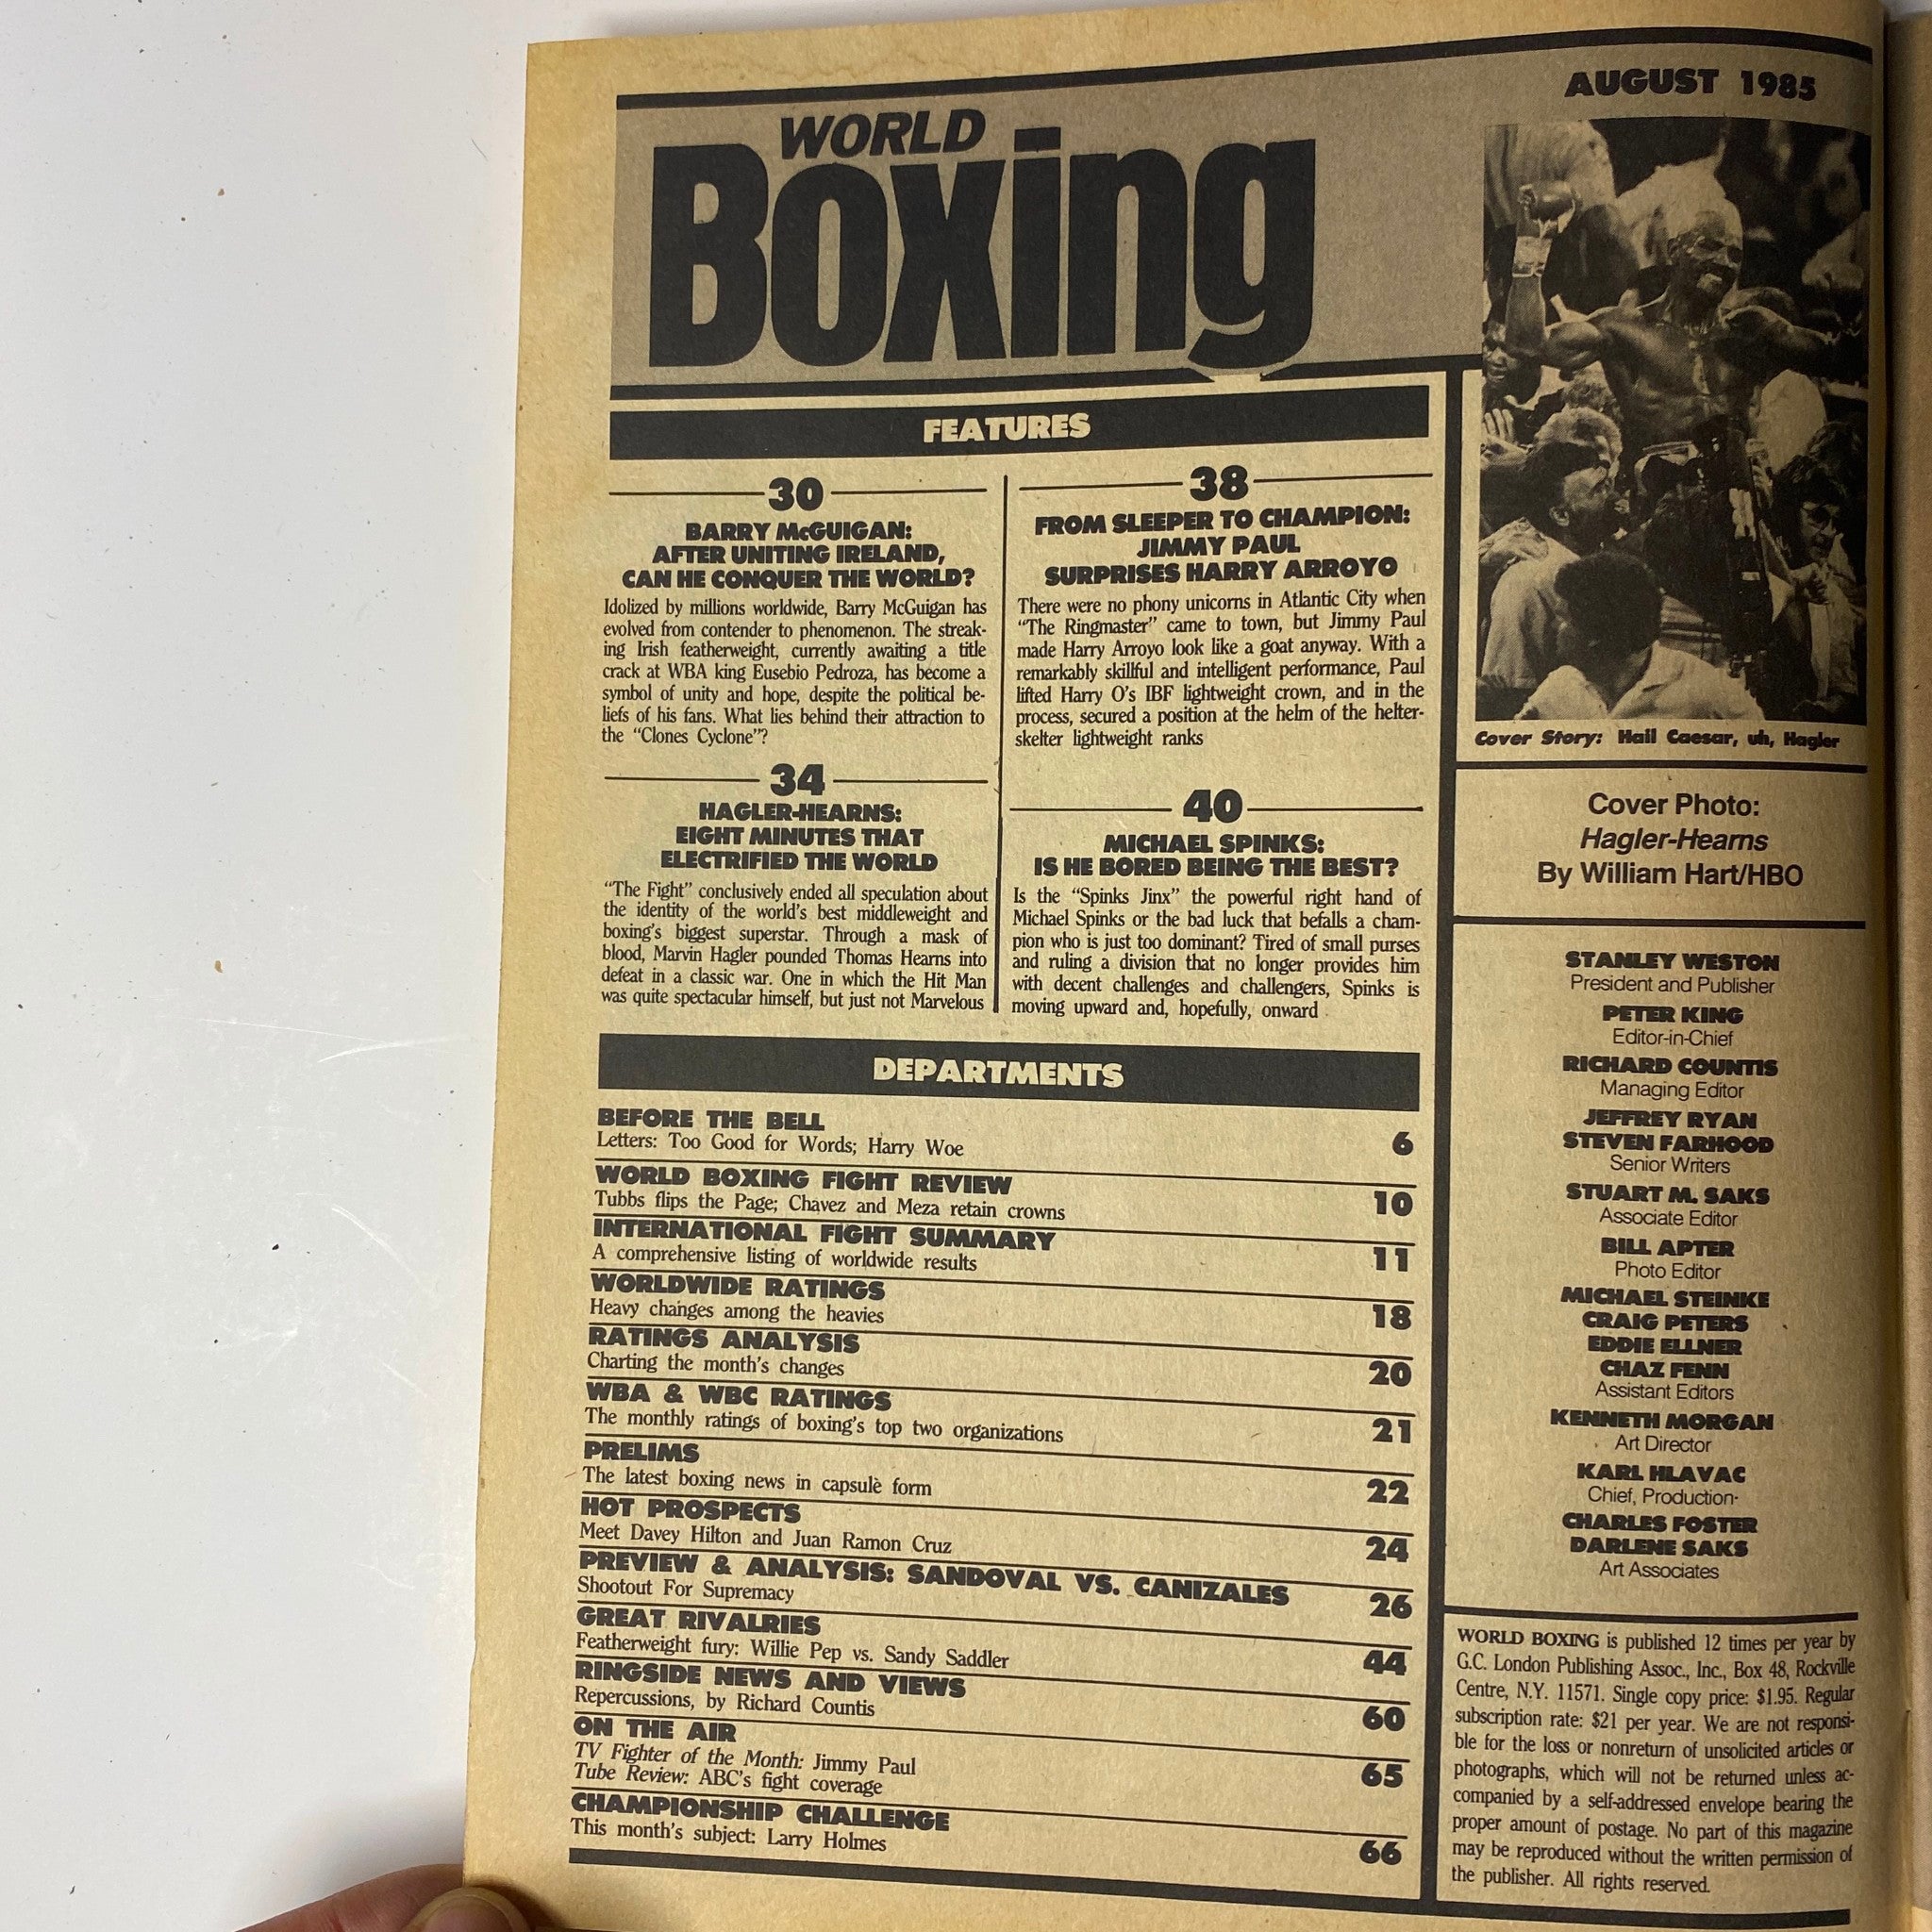 AUGUST 1985
WORLD
Boxing
FEATURES
30
BARRY McGUIGAN:
AFTER UNITING IRELAND,
CAN HE CONQUER THE WORLD?
Idolized by millions worldwide, Barry McGuigan has
evolved from contender to phenomenon. The streak-
ing Irish featherweight, currently awaiting a title
crack at WBA king Eusebio Pedroza, has become a
symbol of unity and hope, despite the political be-
liefs of his fans. What lies behind their attraction to
the “Clones Cyclone”?
34
HAGLER-HEARNS:
EIGHT MINUTES THAT
ELECTRIFIED THE WORLD
“The Fight” conclusively ended all speculation about
the identity of the world's best middleweight and
boxing's biggest superstar. Through a mask of
blood, Marvin Hagler pounded Thomas Hearns into
defeat in a classic war. One in which the Hit Man
was quite spectacular himself, but just not Marvelous
38
FROM SLEEPER TO CHAMPION:
JIMMY PAUL
SURPRISES HARRY ARROYO
There were no phony unicorns in Atlantic City when
“The Ringmaster” came to town, but Jimmy Paul
made Harry Arroyo look like a goat anyway. With a
remarkably skillful and intelligent performance, Paul
lifted Harry O's IBF lightweight crown, and in the
process, secured a position at the helm of the helter-
skelter lightweight ranks
40
MICHAEL SPINKS:
IS HE BORED BEING THE BEST?
Is the “Spinks Jinx” the powerful right hand of
Michael Spinks or the bad luck that befalls a cham-
pion who is just too dominant? Tired of small purses
and ruling a division that no longer provides him
with decent challenges and challengers, Spinks is
moving upward and, hopefully, onward
DEPARTMENTS
BEFORE THE BELL
Letters: Too Good for Words; Harry Woe 6
WORLD BOXING FIGHT REVIEW
Tubbs flips the Page; Chavez and Meza retain crowns 10
INTERNATIONAL FIGHT SUMMARY
A comprehensive listing of worldwide results 11
WORLDWIDE RATINGS
Heavy changes among the heavies 18
RATINGS ANALYSIS
Charting the month's changes 20
WBA & WBC RATINGS
The monthly ratings of boxing's top two organizations 21
PRELIMS
The latest boxing news in capsule form 22
HOT PROSPECTS
Meet Davey Hilton and Juan Ramon Cruz 24
PREVIEW & ANALYSIS: SANDOVAL VS. CANIZALES
Shootout For Supremacy 26
GREAT RIVALRIES
Featherweight fury: Willie Pep vs. Sandy Saddler 44
RINGSIDE NEWS AND VIEWS
Repercussions, by Richard Countis 60
ON THE AIR
TV Fighter of the Month: Jimmy Paul
Tube Review: ABC's fight coverage 65
CHAMPIONSHIP CHALLENGE
This month's subject: Larry Holmes 66
Cover Story: Hail Caesar, uh, Hagler
Cover Photo:
Hagler-Hearns
By William Hart/HBO
STANLEY WESTON
President and Publisher
PETER KING
Editor-in-Chief
RICHARD COUNTIS
Managing Editor
JEFFREY RYAN
STEVEN FARHOOD
Senior Writers
STUART M. SAKS
Associate Editor
BILL APTER
Photo Editor
MICHAEL STEINKE
CRAIG PETERS
EDDIE ELLNER
CHAZ FENN
Assistant Editors
KENNETH MORGAN
Art Director
KARL HLAVAC
Chief, Production
CHARLES FOSTER
DARLENE SAKS
Art Associates
WORLD BOXING is published 12 times per year by
G.C. London Publishing Assoc., Inc., Box 48, Rockville
Centre, N.Y. 11571. Single copy price: $1.95. Regular
subscription rate: $21 per year. We are not responsi-
ble for the loss or nonreturn of unsolicited articles or
photographs, which will not be returned unless ac-
companied by a self-addressed envelope bearing the
proper amount of postage. No part of this magazine
may be reproduced without the written permission of
the publisher. All rights reserved.